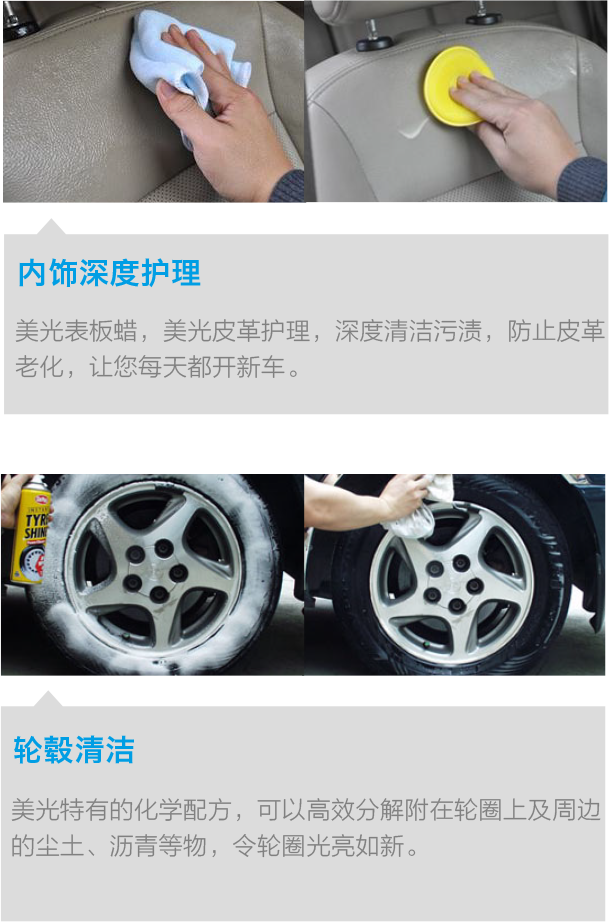 内饰深度护理
美光表板蜡，美光皮革护理，深度清洁污渍，防止皮革
老化，让您每天都开新车。
INSTANT
TYRE
SHINE
轮毂清洁
美光特有的化学配方，可以高效分解附在轮圈上及周边
的尘土、沥青等物，令轮圈光亮如新。